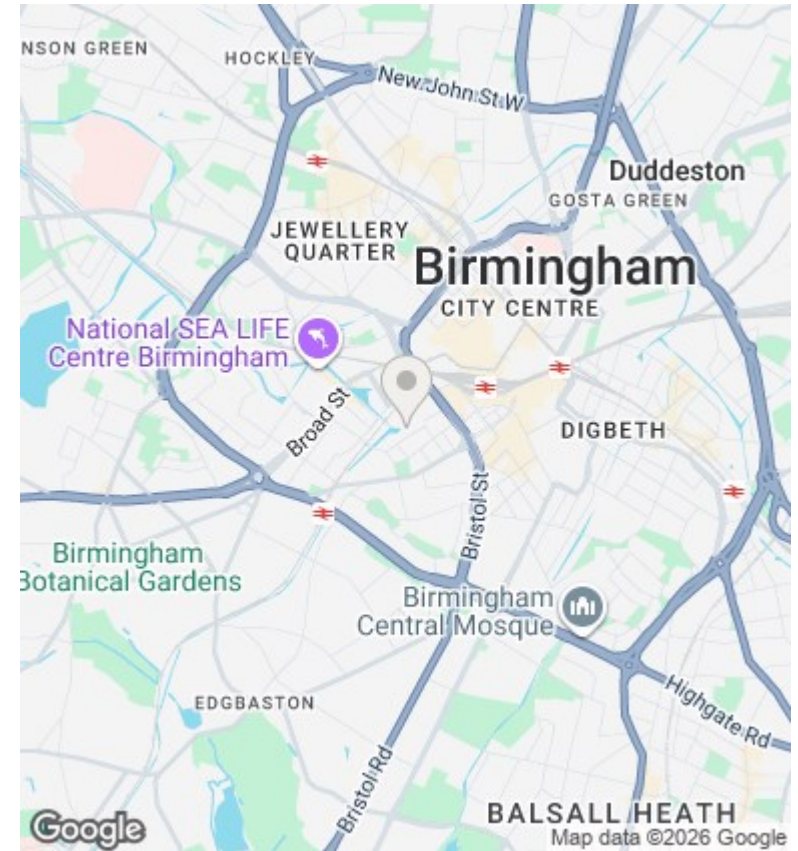 NSON GREEN
HOCKLEY
New John St W
Duddeston
GOSTA GREEN
JEWELLERY
QUARTER
Birmingham
CITY CENTRE
National SEA LIFE
Centre Birmingham
Broad St
DIGBETH
Bristol St
Birmingham
Botanical Gardens
Birmingham
Central Mosque
EDGBASTON
Highgate Rd
Bristol Rd
BALSALL HEATH
Google
Map data ©2026 Google